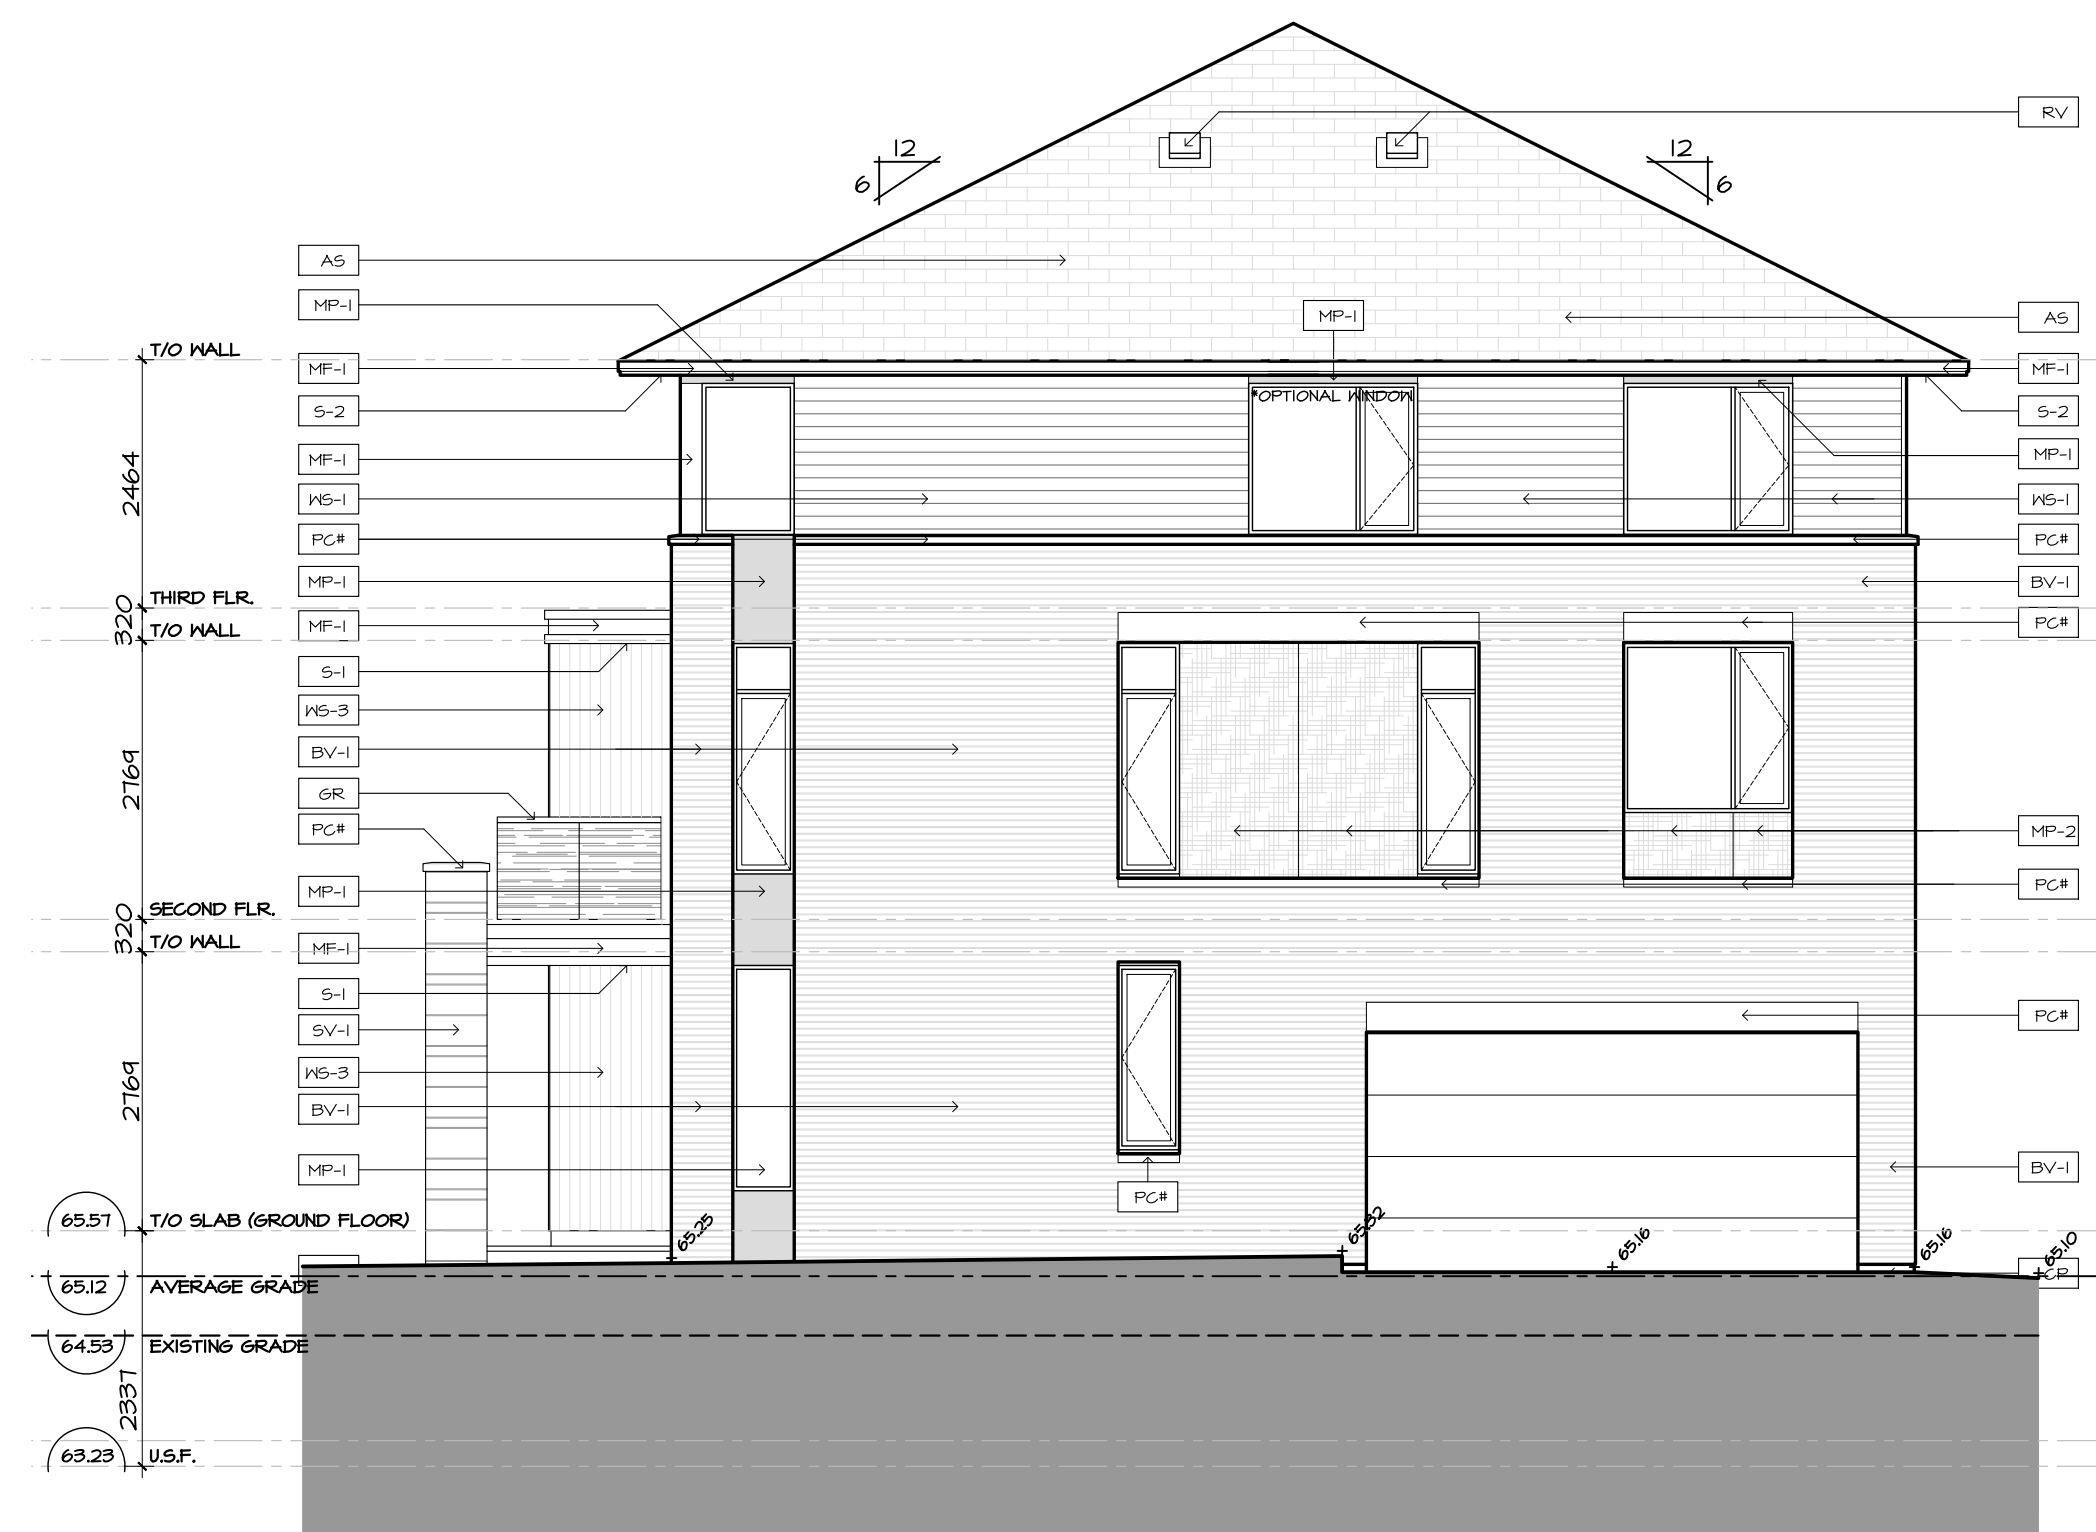 RV
12
12
6
6
AS
MP-1
MP-1
AS
T/O WALL
MF-1
MF-1
*OPTIONAL WINDOW
S-2
S-2
MF-1
MP-1
2464
WS-1
WS-1
PC#
PC#
MP-1
BV-1
THIRD FLR.
320
MF-1
PC#
T/O WALL
S-1
WS-3
BV-1
2769
GR
PC#
MP-2
MP-1
PC#
SECOND FLR.
320
T/O WALL
MF-1
S-1
PC#
SV-1
WS-3
2769
BV-1
MP-1
BV-1
PC#
65.57
T/O SLAB (GROUND FLOOR)
65.25
65.32
65.16
65.16
65.10
CP
65.12
AVERAGE GRADE
64.53
EXISTING GRADE
2337
63.23
U.S.F.